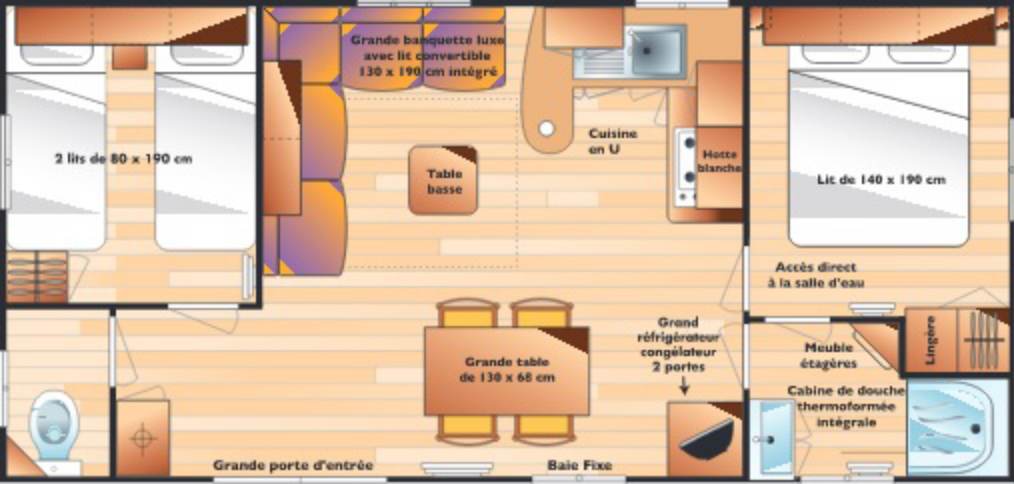 Grande banquette luxe
avec lit convertible
130 x 190 cm intégré
Cuisine
en U
2 lits de 80 x 190 cm
Hotte
blanche
Table
basse
Lit de 140 x 190 cm
Accès direct
à la salle d'eau
Grand
réfrigérateur
congélateur
2 portes
Lingère
Meuble
étagères
Grande table
de 130 x 68 cm
Cabine de douche
thermoformée
intégrale
Grande porte d'entrée
Baie Fixe